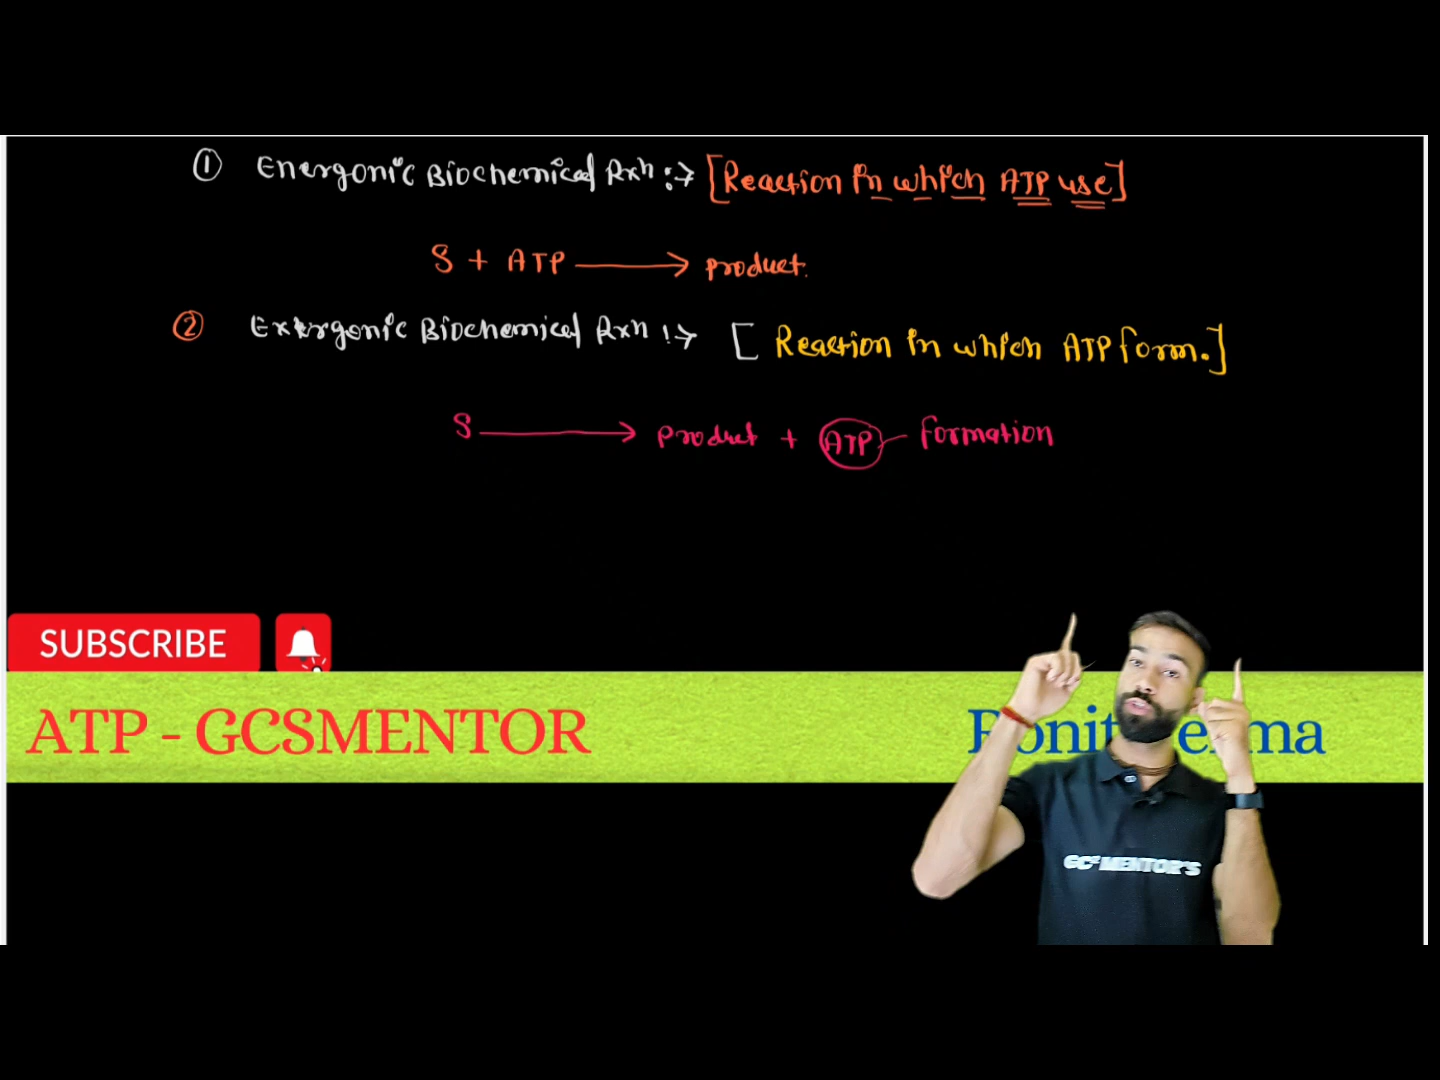 ① Energonic Biochemical Rxn :→ [Reaction in which ATP use]
S + ATP → product.
② Exergonic Biochemical Rxn :→ [Reaction in which ATP form.]
S → product + ATP - formation
SUBSCRIBE
ATP - GCSMENTOR
GCS MENTOR'S